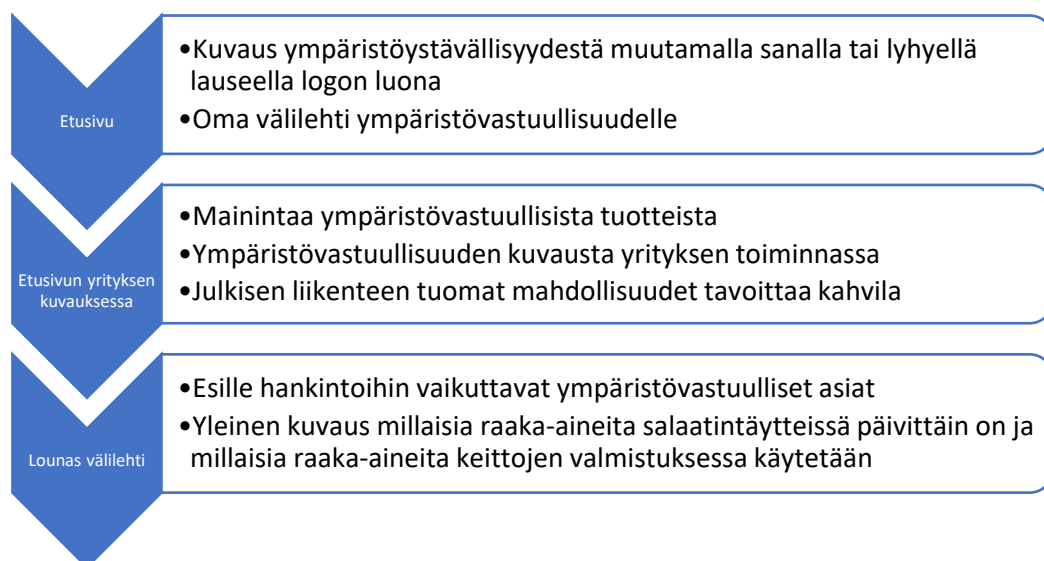 Etusivu
•Kuvaus ympäristöystävällisyydestä muutamalla sanalla tai lyhyellä
lauseella logon luona
•Oma välilehti ympäristövastuullisuudelle
Etusivun yrityksen
kuvauksessa
•Mainintaa ympäristövastuullisista tuotteista
•Ympäristövastuullisuuden kuvausta yrityksen toiminnassa
•Julkisen liikenteen tuomat mahdollisuudet tavoittaa kahvila
Lounas välilehti
•Esille hankintoihin vaikuttavat ympäristövastuulliset asiat
•Yleinen kuvaus millaisia raaka-aineita salaatintäytteissä päivittäin on ja
millaisia raaka-aineita keittojen valmistuksessa käytetään